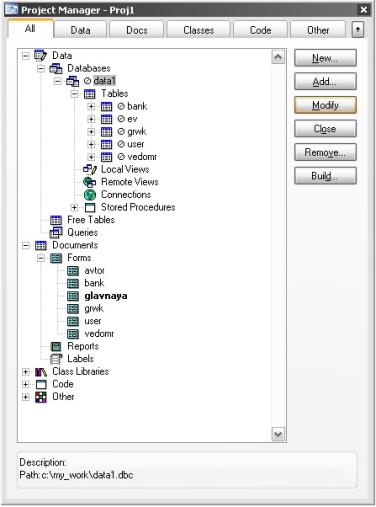 Project Manager - Proj1
All Data Docs Classes Code Other
Data
Databases
data1
Tables
bank
ev
grwk
user
vedomr
Local Views
Remote Views
Connections
Stored Procedures
Free Tables
Queries
Documents
Forms
avtor
bank
glavnaya
grwk
user
vedomr
Reports
Labels
Class Libraries
Code
Other
New...
Add...
Modify
Close
Remove...
Build...
Description:
Path:c:\my_work\data1.dbc